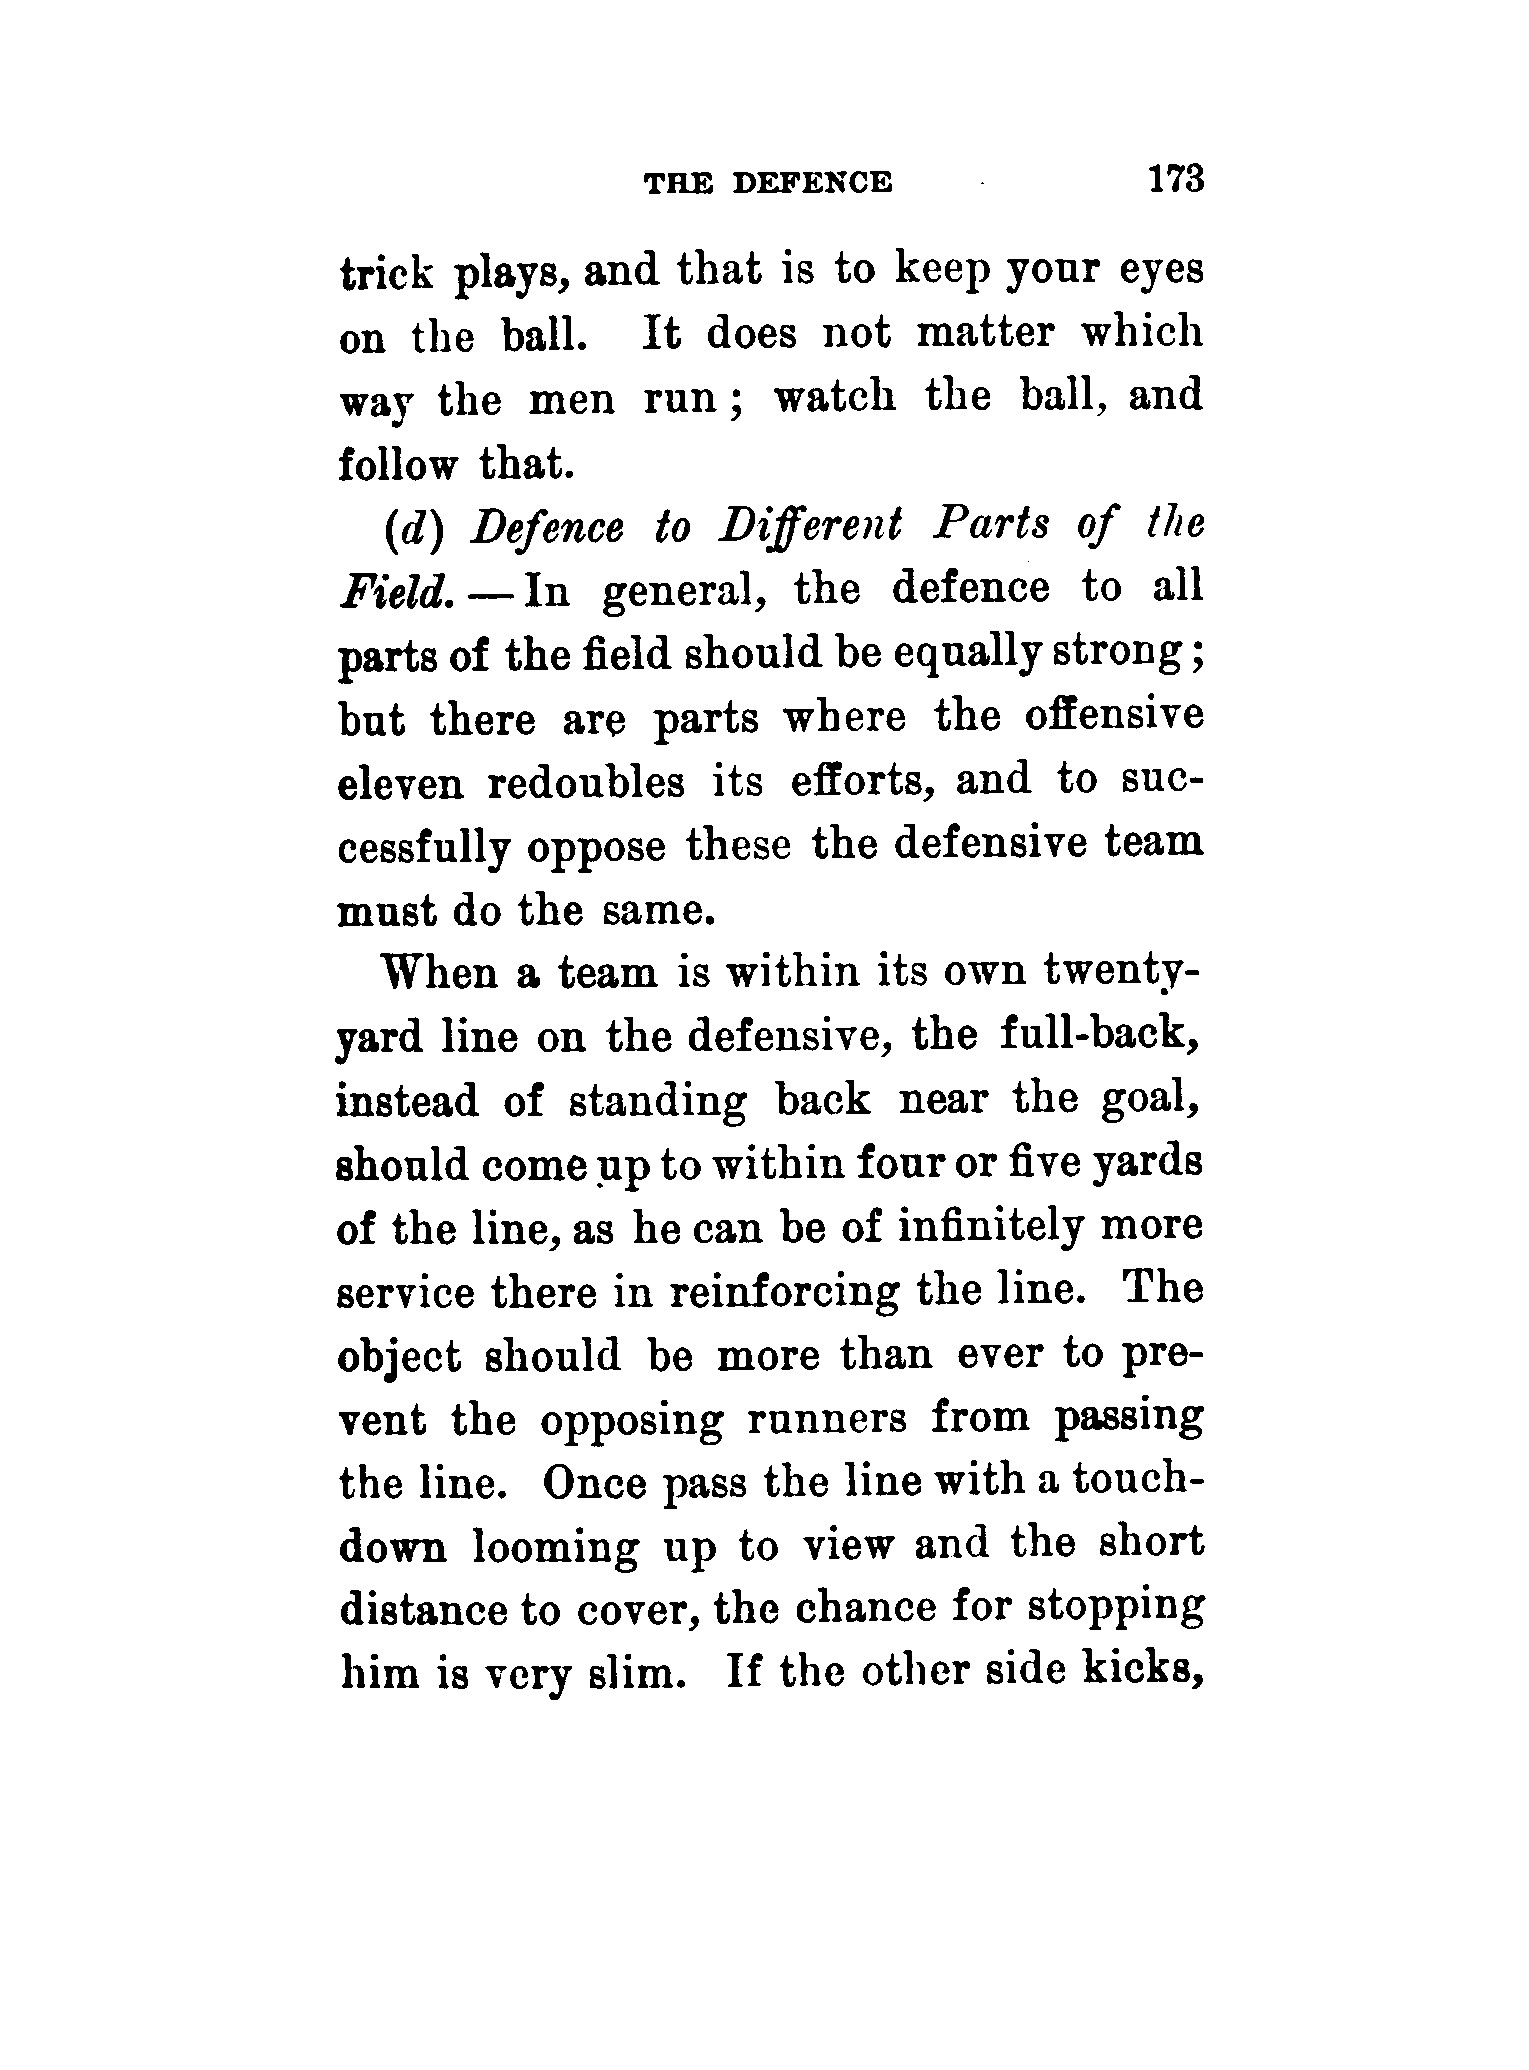 THE DEFENCE 173
trick plays, and that is to keep your eyes
on the ball. It does not matter which
way the men run; watch the ball, and
follow that.
(d) Defence to Different Parts of the
Field. — In general, the defence to all
parts of the field should be equally strong;
but there are parts where the offensive
eleven redoubles its efforts, and to suc-
cessfully oppose these the defensive team
must do the same.
When a team is within its own twenty-
yard line on the defensive, the full-back,
instead of standing back near the goal,
should come up to within four or five yards
of the line, as he can be of infinitely more
service there in reinforcing the line. The
object should be more than ever to pre-
vent the opposing runners from passing
the line. Once pass the line with a touch-
down looming up to view and the short
distance to cover, the chance for stopping
him is very slim. If the other side kicks,